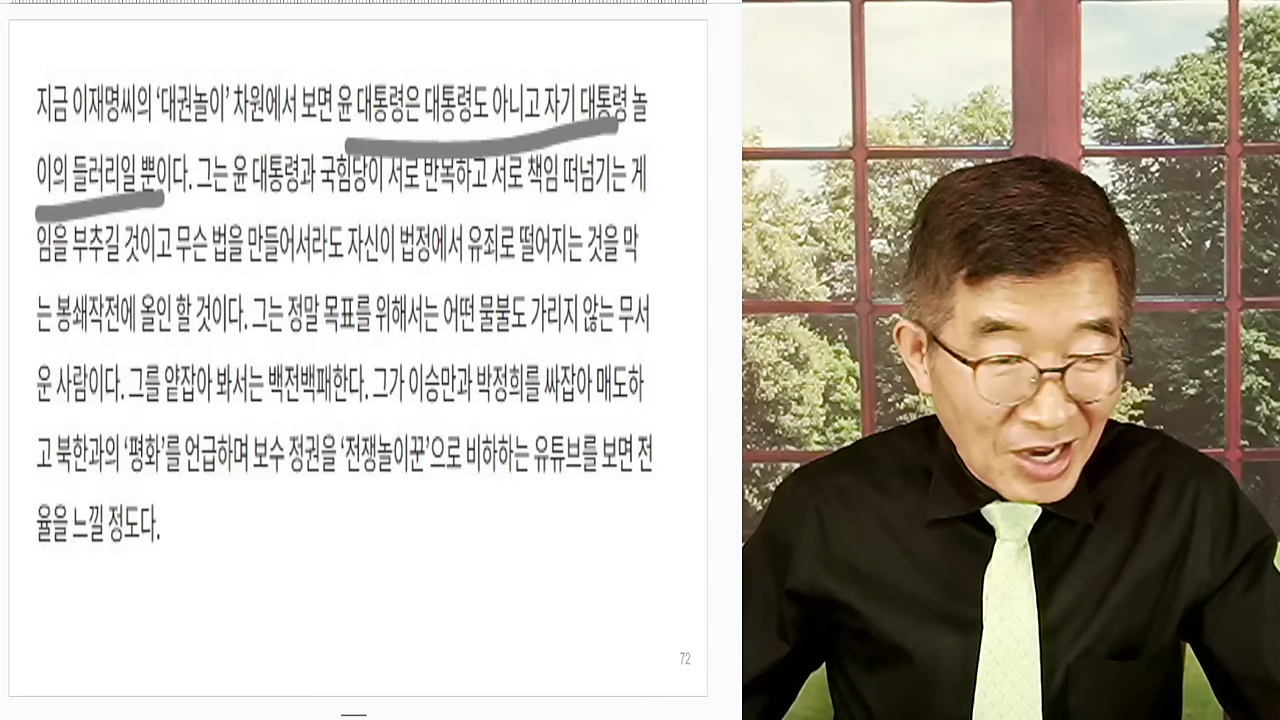 지금 이재명씨의 ‘대권놀이’ 차원에서 보면 윤 대통령은 대통령도 아니고 자기 대통령 놀
이의 들러리일 뿐이다. 그는 윤 대통령과 국힘당이 서로 반목하고 서로 책임 떠넘기는 게
임을 부추길 것이고 무슨 법을 만들어서라도 자신이 법정에서 유죄로 떨어지는 것을 막
는 봉쇄작전에 올인 할 것이다. 그는 정말 목표를 위해서는 어떤 물불도 가리지 않는 무서
운 사람이다. 그를 얕잡아 봐서는 백전백패한다. 그가 이승만과 박정희를 싸잡아 매도하
고 북한과의 ‘평화’를 언급하며 보수 정권을 ‘전쟁놀이꾼’으로 비하하는 유튜브를 보면 전
율을 느낄 정도다.
72